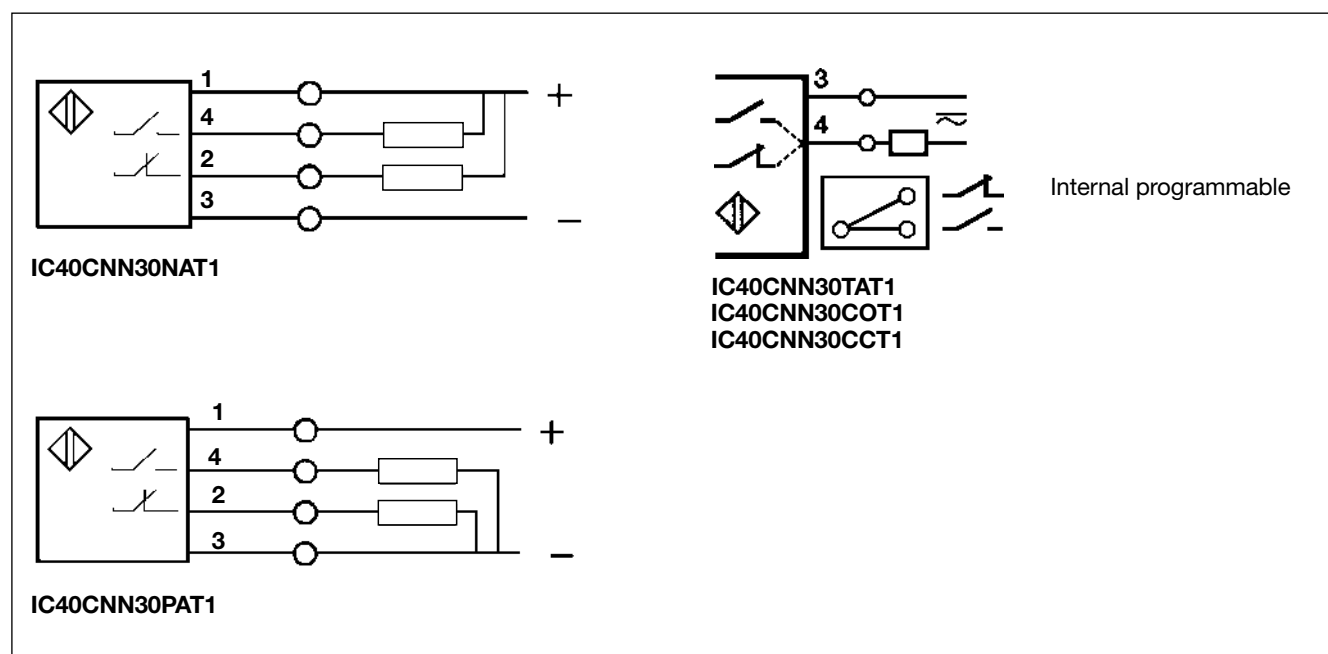 1
+
4
2
3
−
IC40CNN30NAT1
3
4
Internal programmable
IC40CNN30TAT1
IC40CNN30COT1
IC40CNN30CCT1
1
+
4
2
3
−
IC40CNN30PAT1